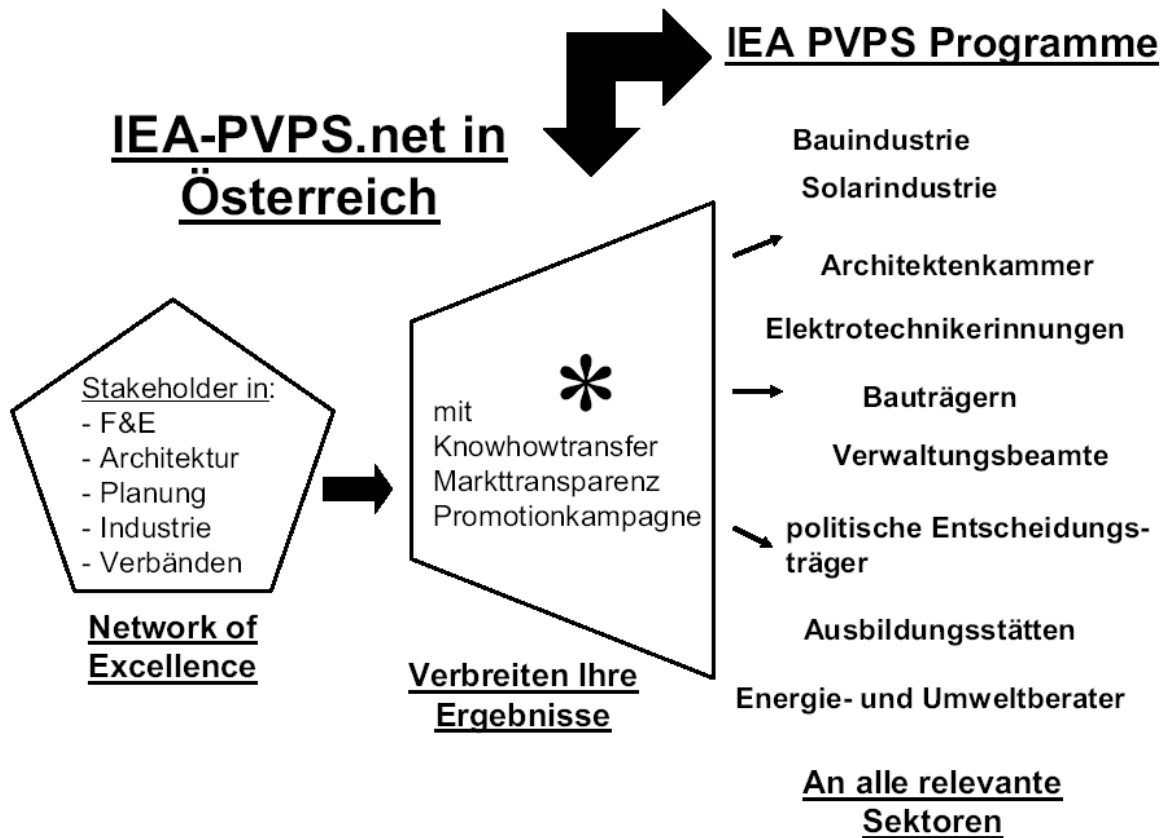 IEA PVPS Programme
IEA-PVPS.net in
Österreich
Stakeholder in:
- F&E
- Architektur
- Planung
- Industrie
- Verbänden
Network of
Excellence
*
mit
Knowhowtransfer
Markttransparenz
Promotionkampagne
Verbreiten Ihre
Ergebnisse
Bauindustrie
Solarindustrie
Architektenkammer
Elektrotechnikerinnungen
Bauträgern
Verwaltungsbeamte
politische Entscheidungs-
träger
Ausbildungsstätten
Energie- und Umweltberater
An alle relevante
Sektoren